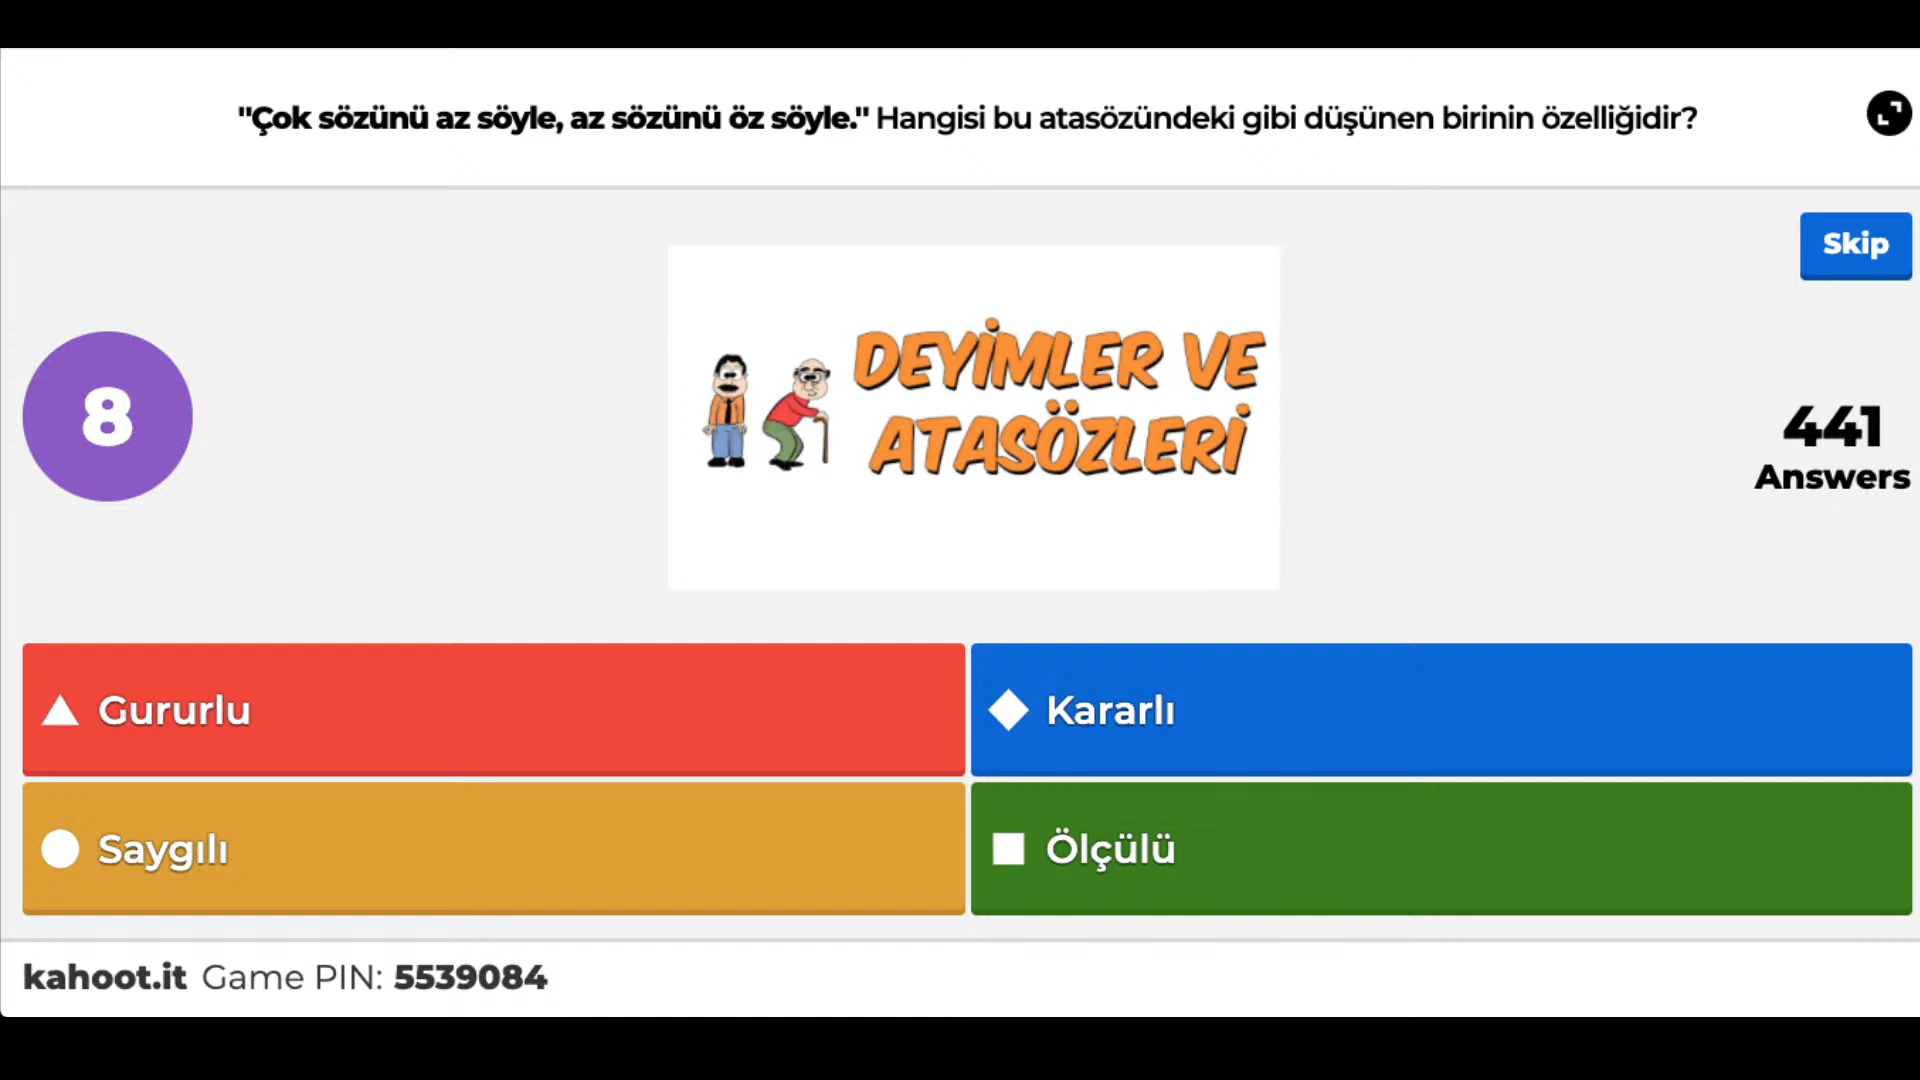 "Çok sözünü az söyle, az sözünü öz söyle." Hangisi bu atasözündeki gibi düşünen birinin özelliğidir?
Skip
8
DEYİMLER VE
ATASÖZLERİ
441
Answers
Gururlu
Kararlı
Saygılı
Ölçülü
kahoot.it Game PIN: 5539084